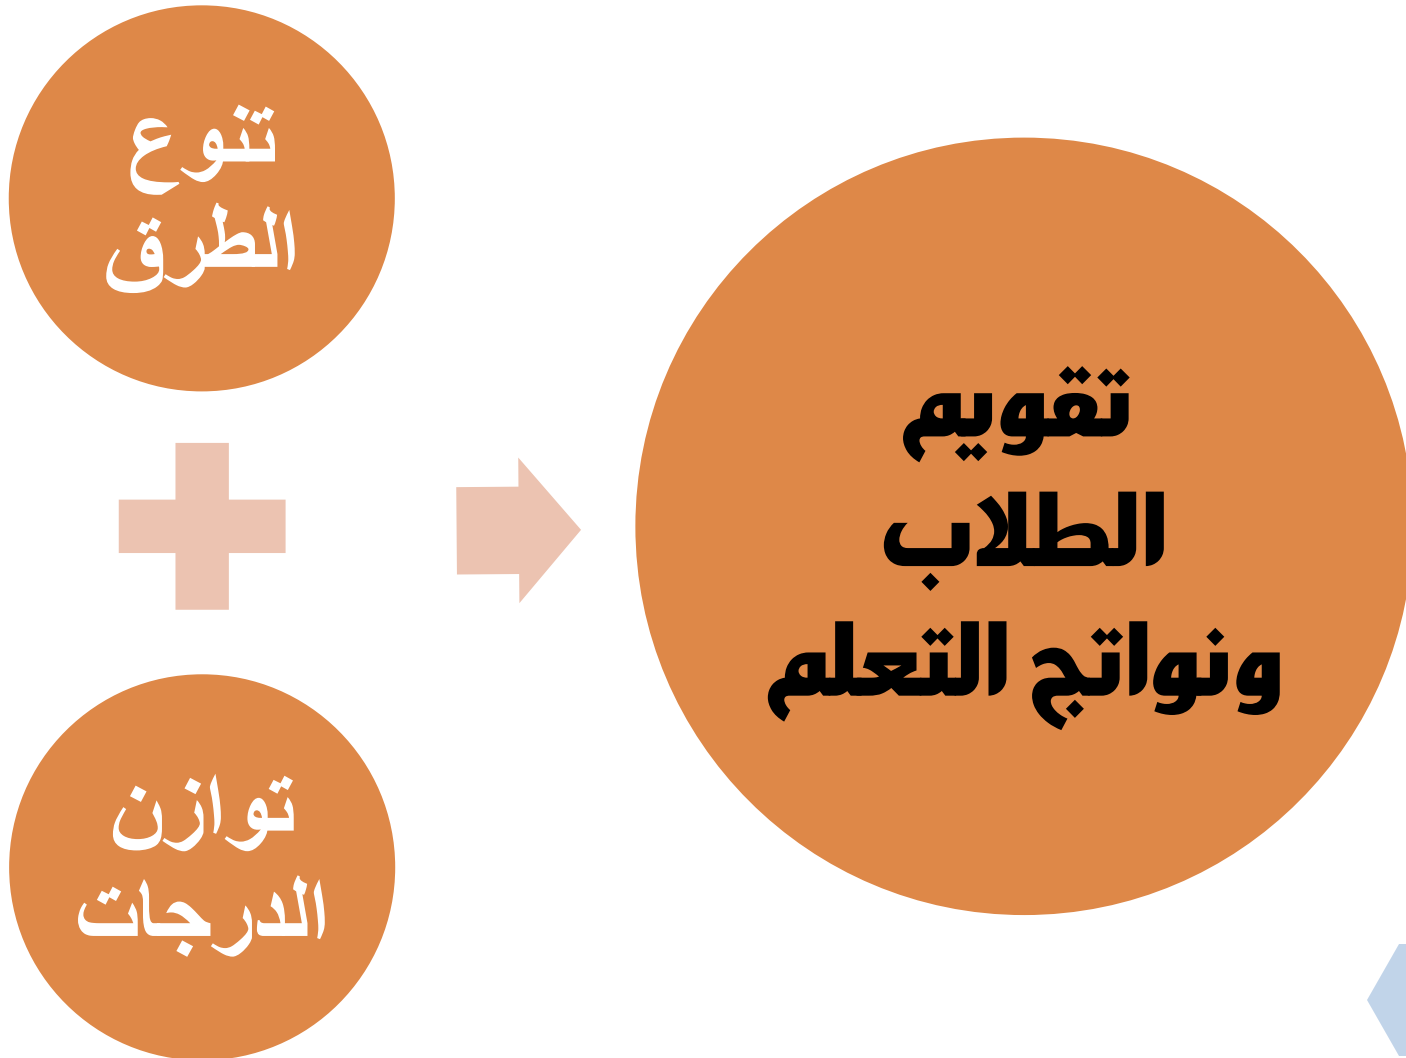 تنوع
الطرق
توازن
الدرجات
تقويم
الطلاب
ونواتج التعلم